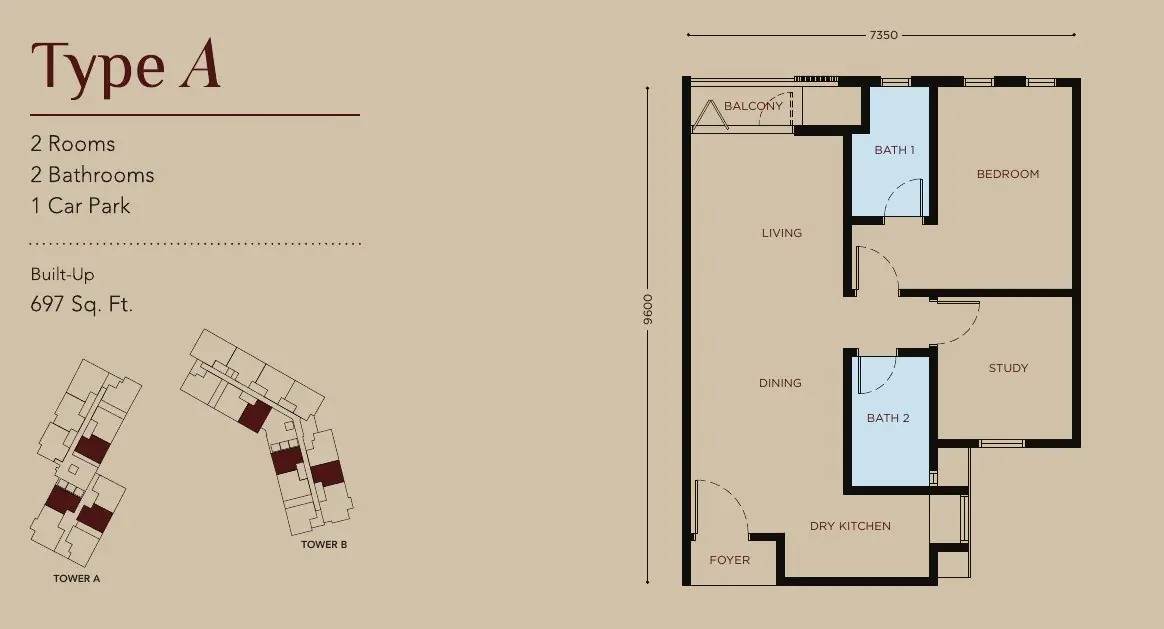 Type A
2 Rooms
2 Bathrooms
1 Car Park
Built-Up
697 Sq. Ft.
TOWER A
TOWER B
7350
9600
BALCONY
BATH 1
BEDROOM
LIVING
STUDY
DINING
BATH 2
DRY KITCHEN
FOYER